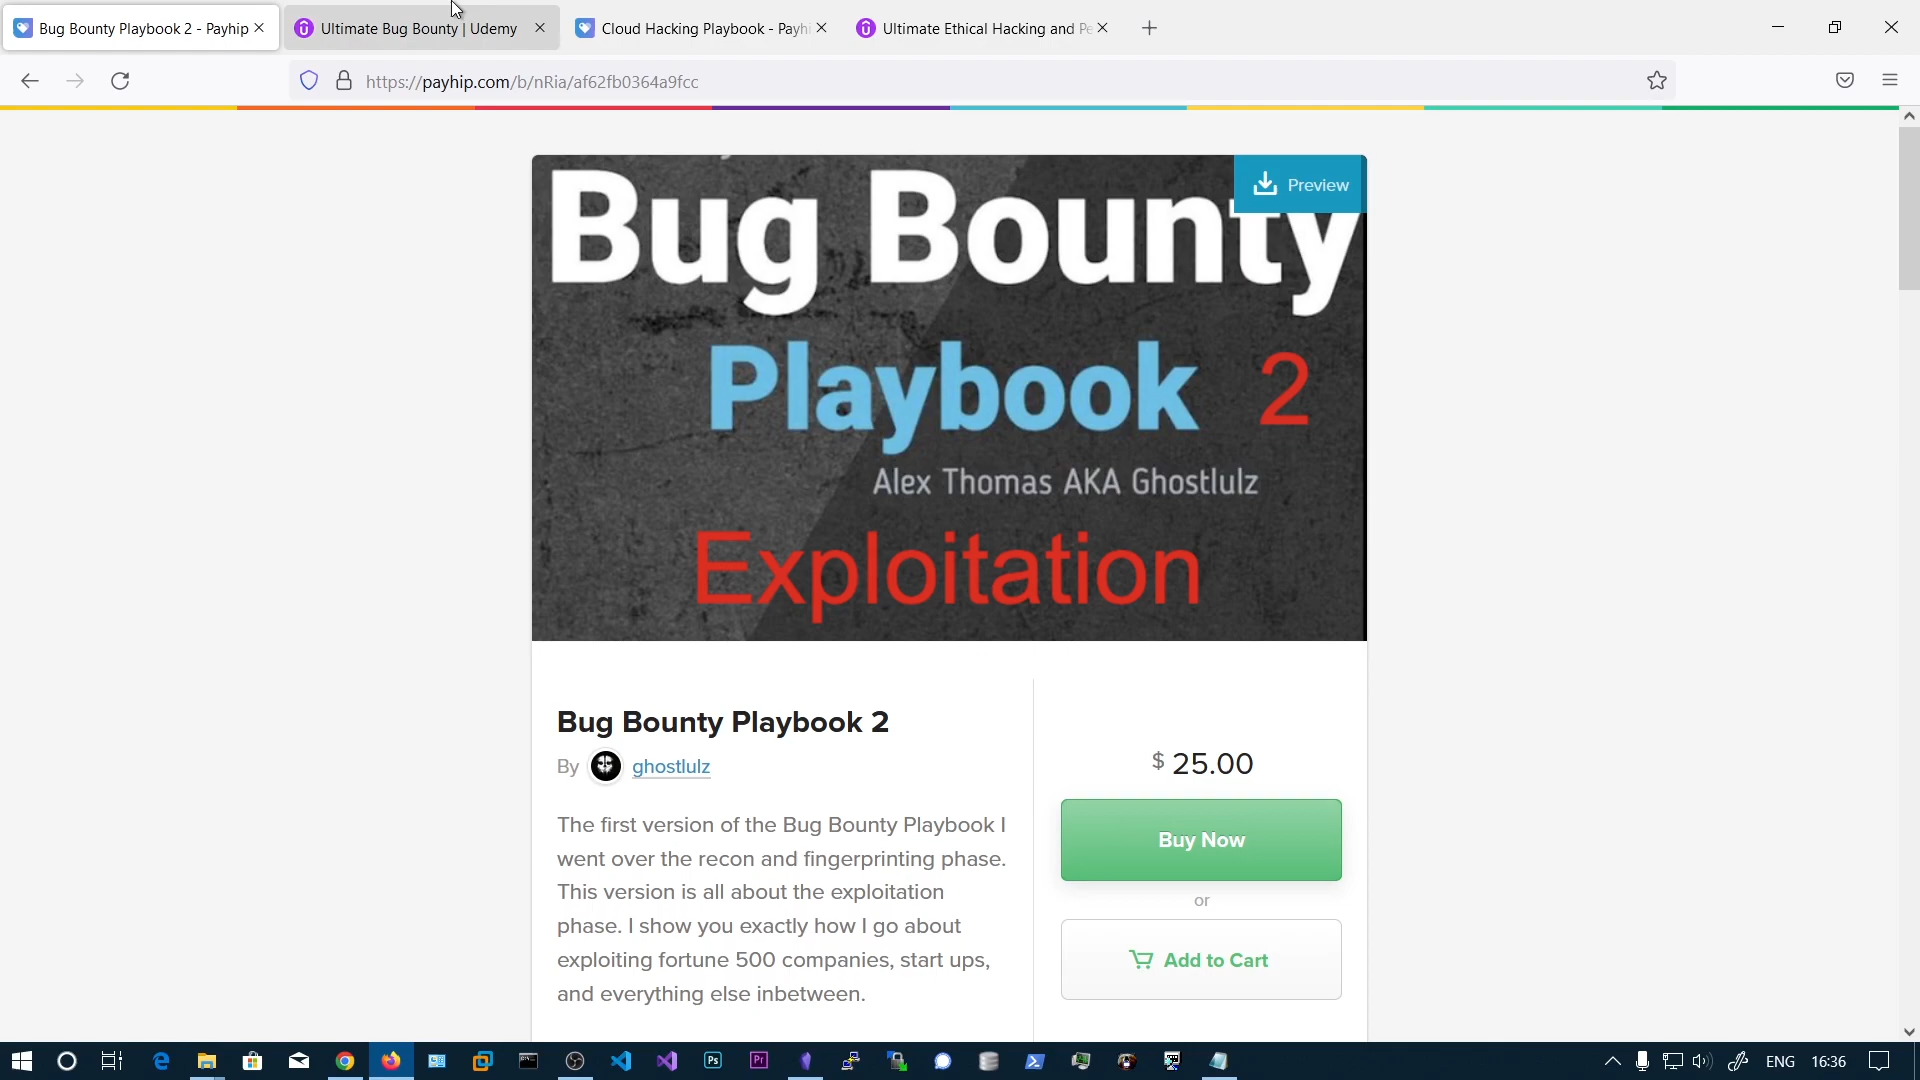 Bug Bounty Playbook 2 - Payhip
Ultimate Bug Bounty | Udemy
Cloud Hacking Playbook - Payhi
Ultimate Ethical Hacking and Pe
https://payhip.com/b/nRia/af62fb0364a9fcc
Preview
Bug Bounty
Playbook 2
Alex Thomas AKA Ghostlulz
Exploitation
Bug Bounty Playbook 2
By ghostlulz
The first version of the Bug Bounty Playbook I
went over the recon and fingerprinting phase.
This version is all about the exploitation
phase. I show you exactly how I go about
exploiting fortune 500 companies, start ups,
and everything else inbetween.
$ 25.00
Buy Now
or
Add to Cart
Ps
Pr
ENG
16:36